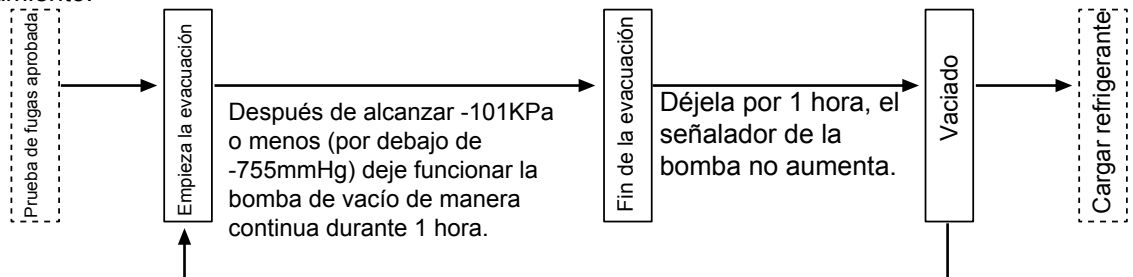 Prueba de fugas aprobada
Empieza la evacuación
Después de alcanzar -101KPa
o menos (por debajo de
-755mmHg) deje funcionar la
bomba de vacío de manera
continua durante 1 hora.
Fin de la evacuación
Déjela por 1 hora, el
señalador de la
bomba no aumenta.
Vaciado
Cargar refrigerante